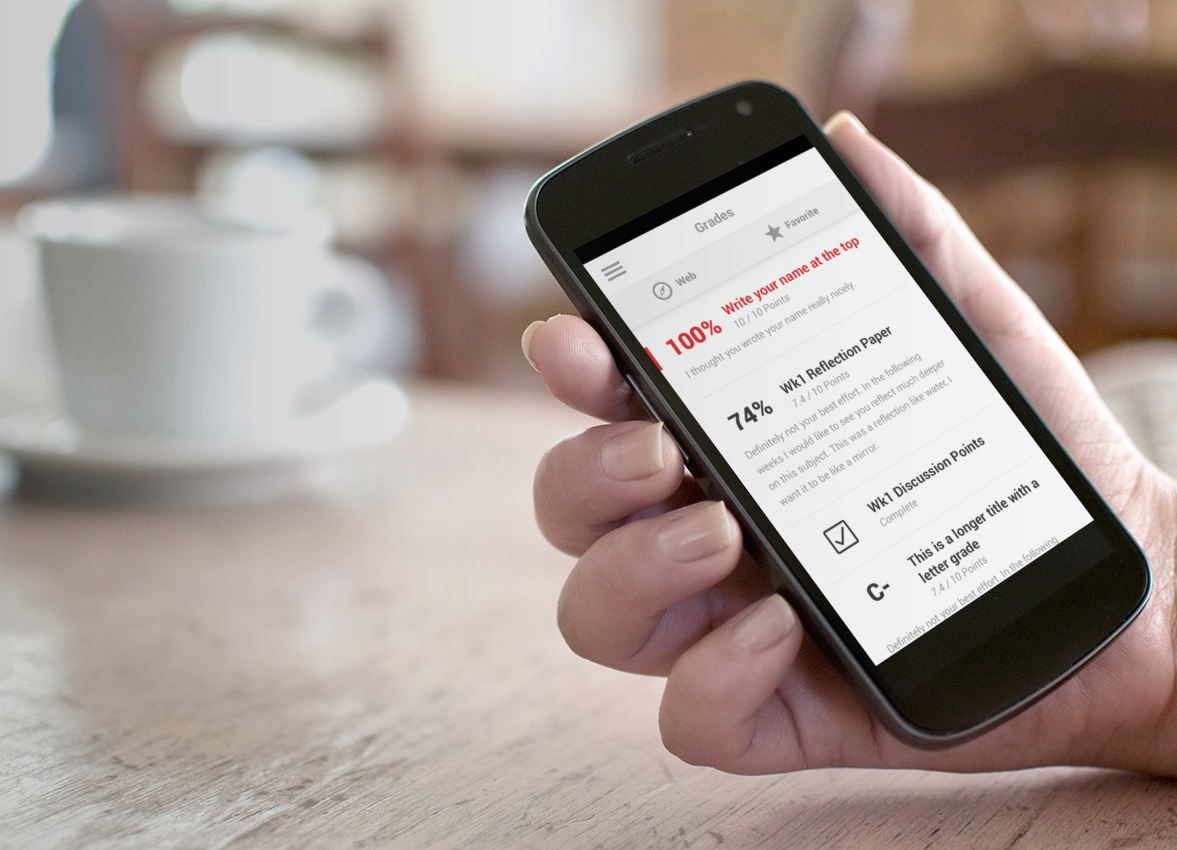 Grades
Web
Favorite
100%
Write your name at the top
10 / 10 Points
I thought you wrote your name really nicely.
74%
Wk1 Reflection Paper
7.4 / 10 Points
Definitely not your best effort. In the following
weeks I would like to see you reflect much deeper
on this subject. This was a reflection like water, I
want it to be like a mirror.
Wk1 Discussion Points
Complete
C-
This is a longer title with a
letter grade
7.4 / 10 Points
Definitely not your best effort. In the following